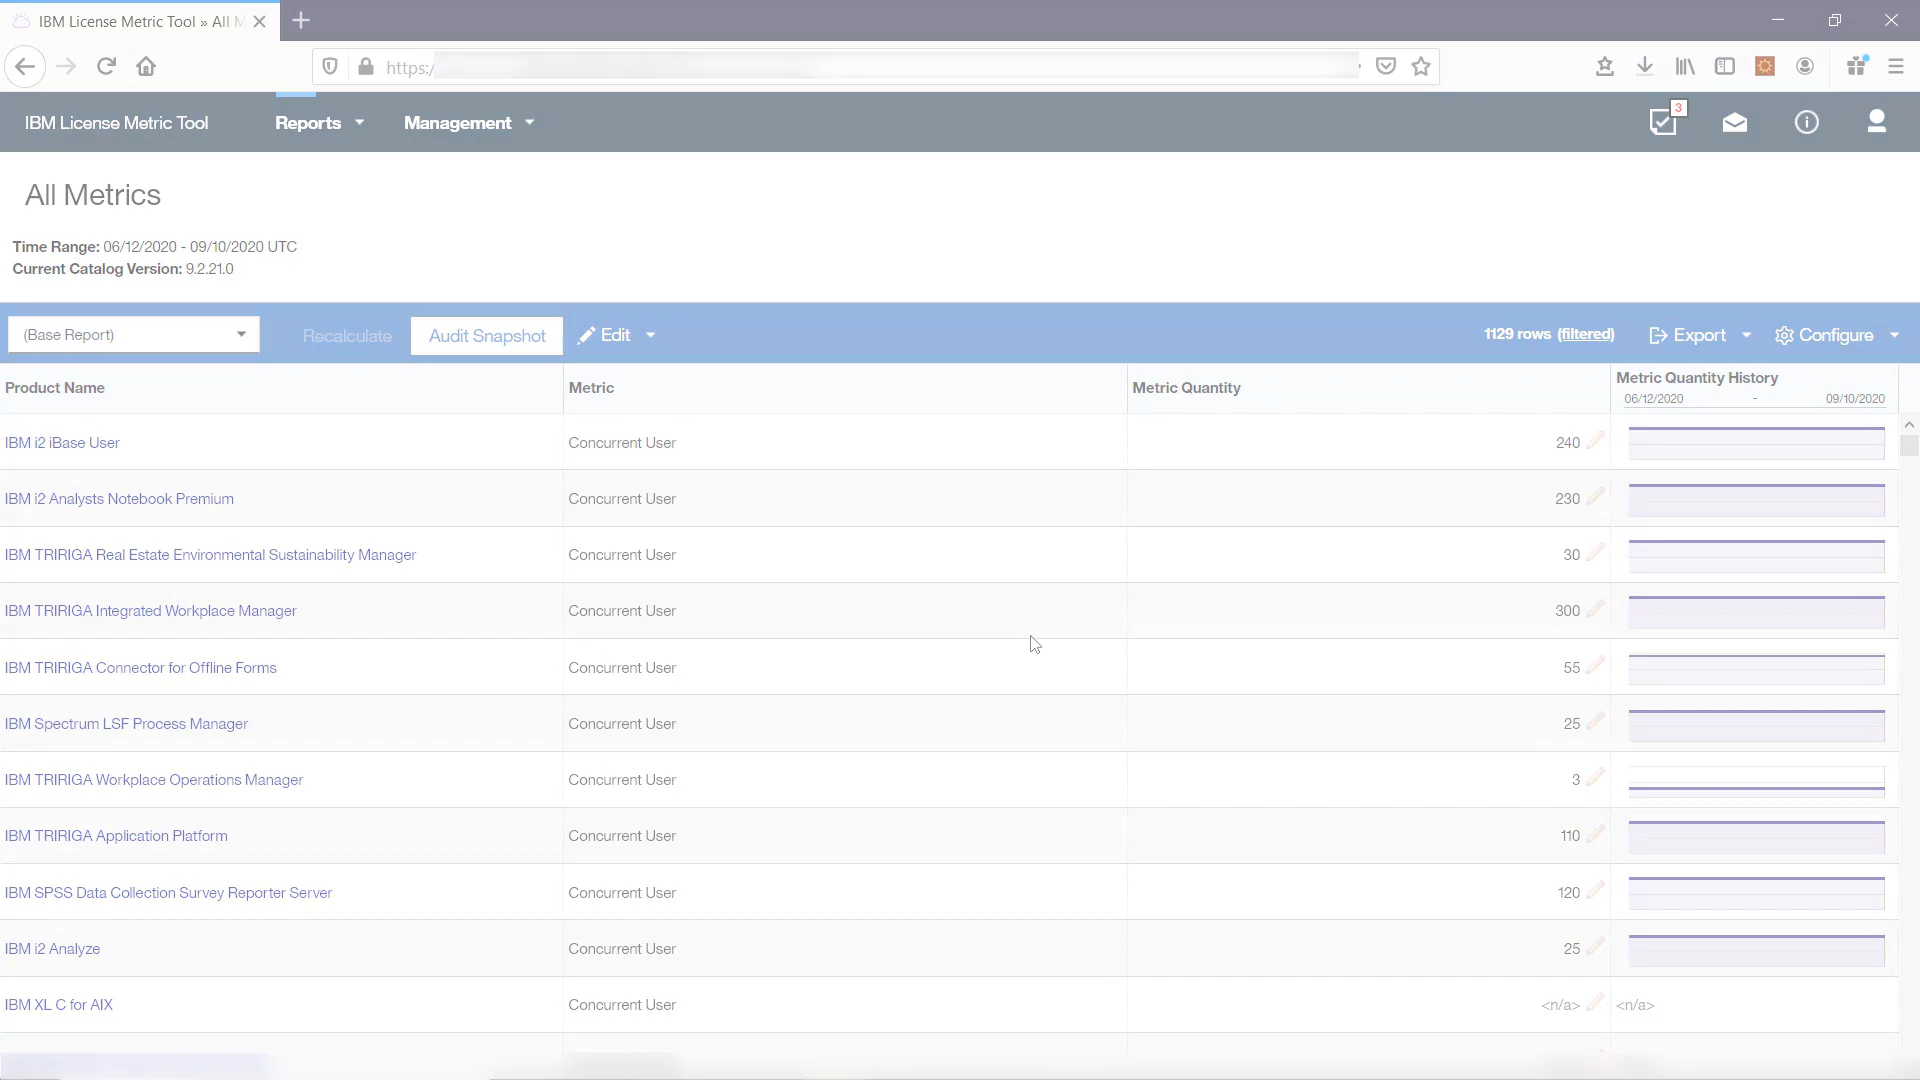 IBM License Metric Tool » All M
https:/
IBM License Metric Tool Reports Management 3
All Metrics
Time Range: 06/12/2020 - 09/10/2020 UTC
Current Catalog Version: 9.2.21.0
(Base Report) Recalculate Audit Snapshot Edit 1129 rows (filtered) Export Configure
Product Name Metric Metric Quantity Metric Quantity History
06/12/2020 - 09/10/2020
IBM i2 iBase User Concurrent User 240
IBM i2 Analysts Notebook Premium Concurrent User 230
IBM TRIRIGA Real Estate Environmental Sustainability Manager Concurrent User 30
IBM TRIRIGA Integrated Workplace Manager Concurrent User 300
IBM TRIRIGA Connector for Offline Forms Concurrent User 55
IBM Spectrum LSF Process Manager Concurrent User 25
IBM TRIRIGA Workplace Operations Manager Concurrent User 3
IBM TRIRIGA Application Platform Concurrent User 110
IBM SPSS Data Collection Survey Reporter Server Concurrent User 120
IBM i2 Analyze Concurrent User 25
IBM XL C for AIX Concurrent User <n/a> <n/a>